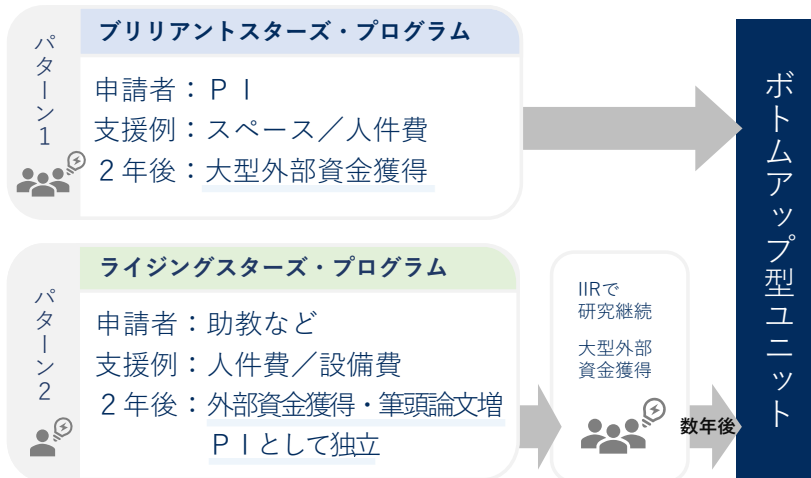 パターン1
ブリリアントスターズ・プログラム
申請者：ＰＩ
支援例：スペース／人件費
２年後：大型外部資金獲得
パターン2
ライジングスターズ・プログラム
申請者：助教など
支援例：人件費／設備費
２年後：外部資金獲得・筆頭論文増
ＰＩとして独立
IIRで
研究継続
大型外部
資金獲得
数年後
ボトムアップ型ユニット